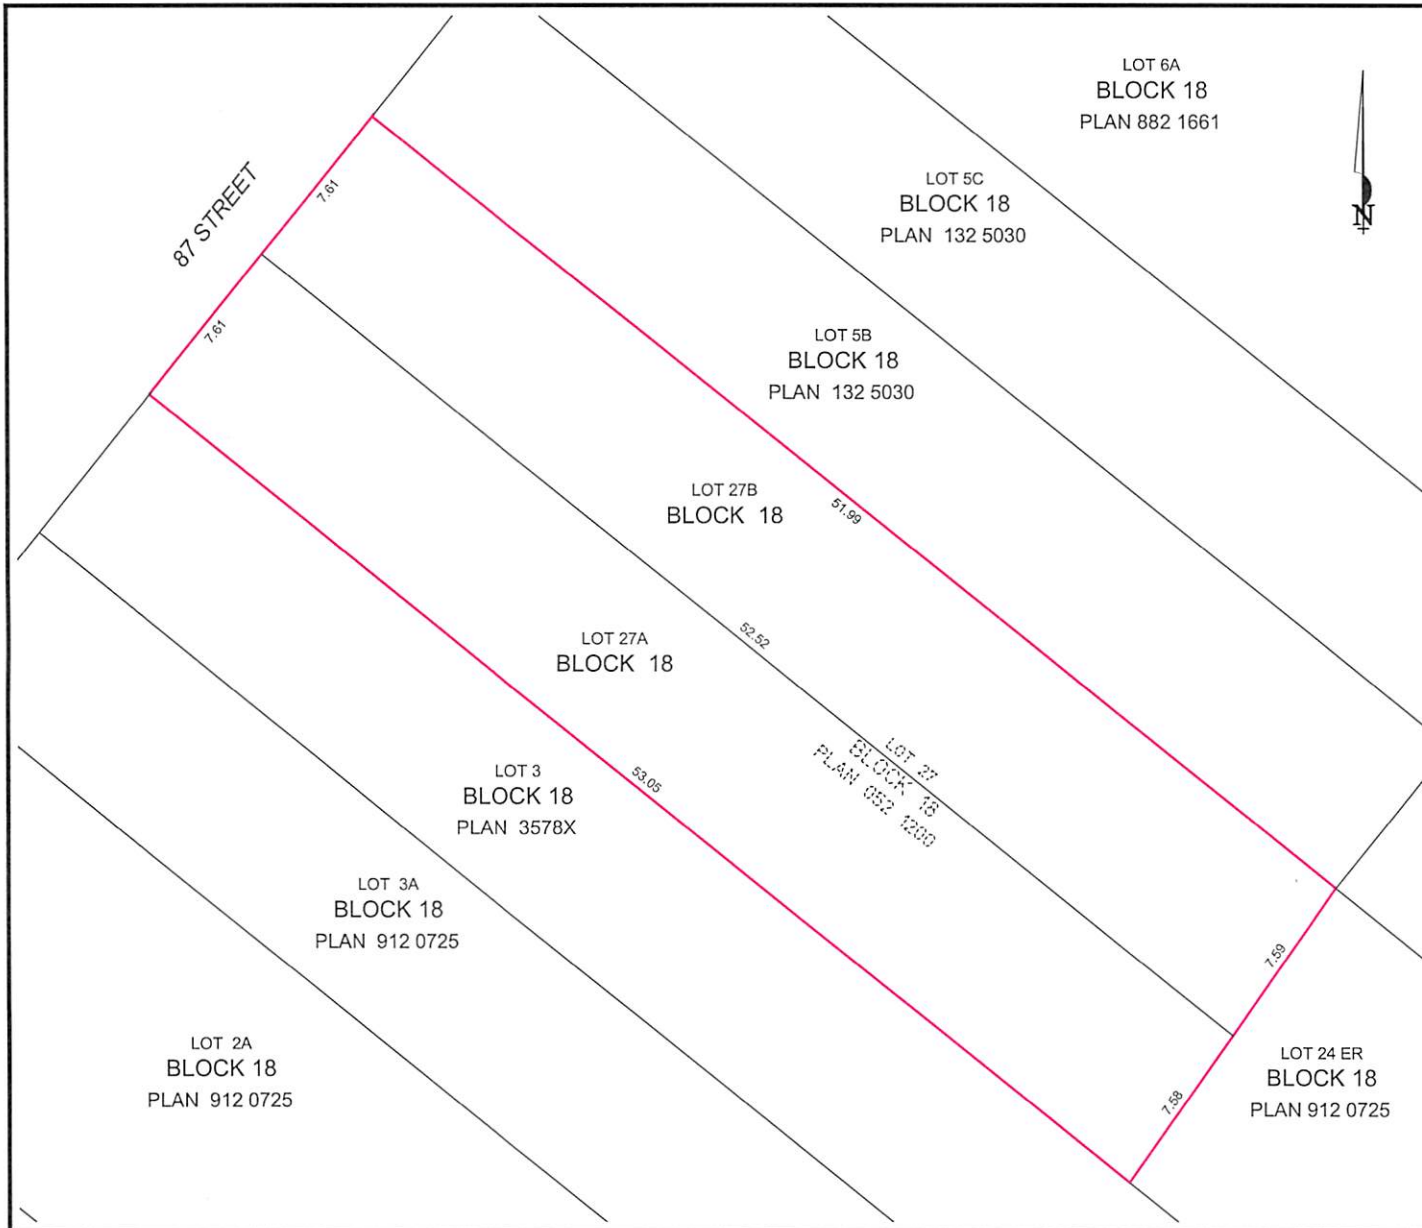 LOT 6A
BLOCK 18
PLAN 882 1661
N
LOT 5C
BLOCK 18
PLAN 132 5030
87 STREET
7.61
7.61
LOT 5B
BLOCK 18
PLAN 132 5030
LOT 27B
BLOCK 18
51.99
LOT 27A
BLOCK 18
52.52
LOT 27
BLOCK 18
PLAN 052 1200
LOT 3
BLOCK 18
PLAN 3578X
53.05
LOT 3A
BLOCK 18
PLAN 912 0725
7.59
LOT 2A
BLOCK 18
PLAN 912 0725
7.58
LOT 24 ER
BLOCK 18
PLAN 912 0725